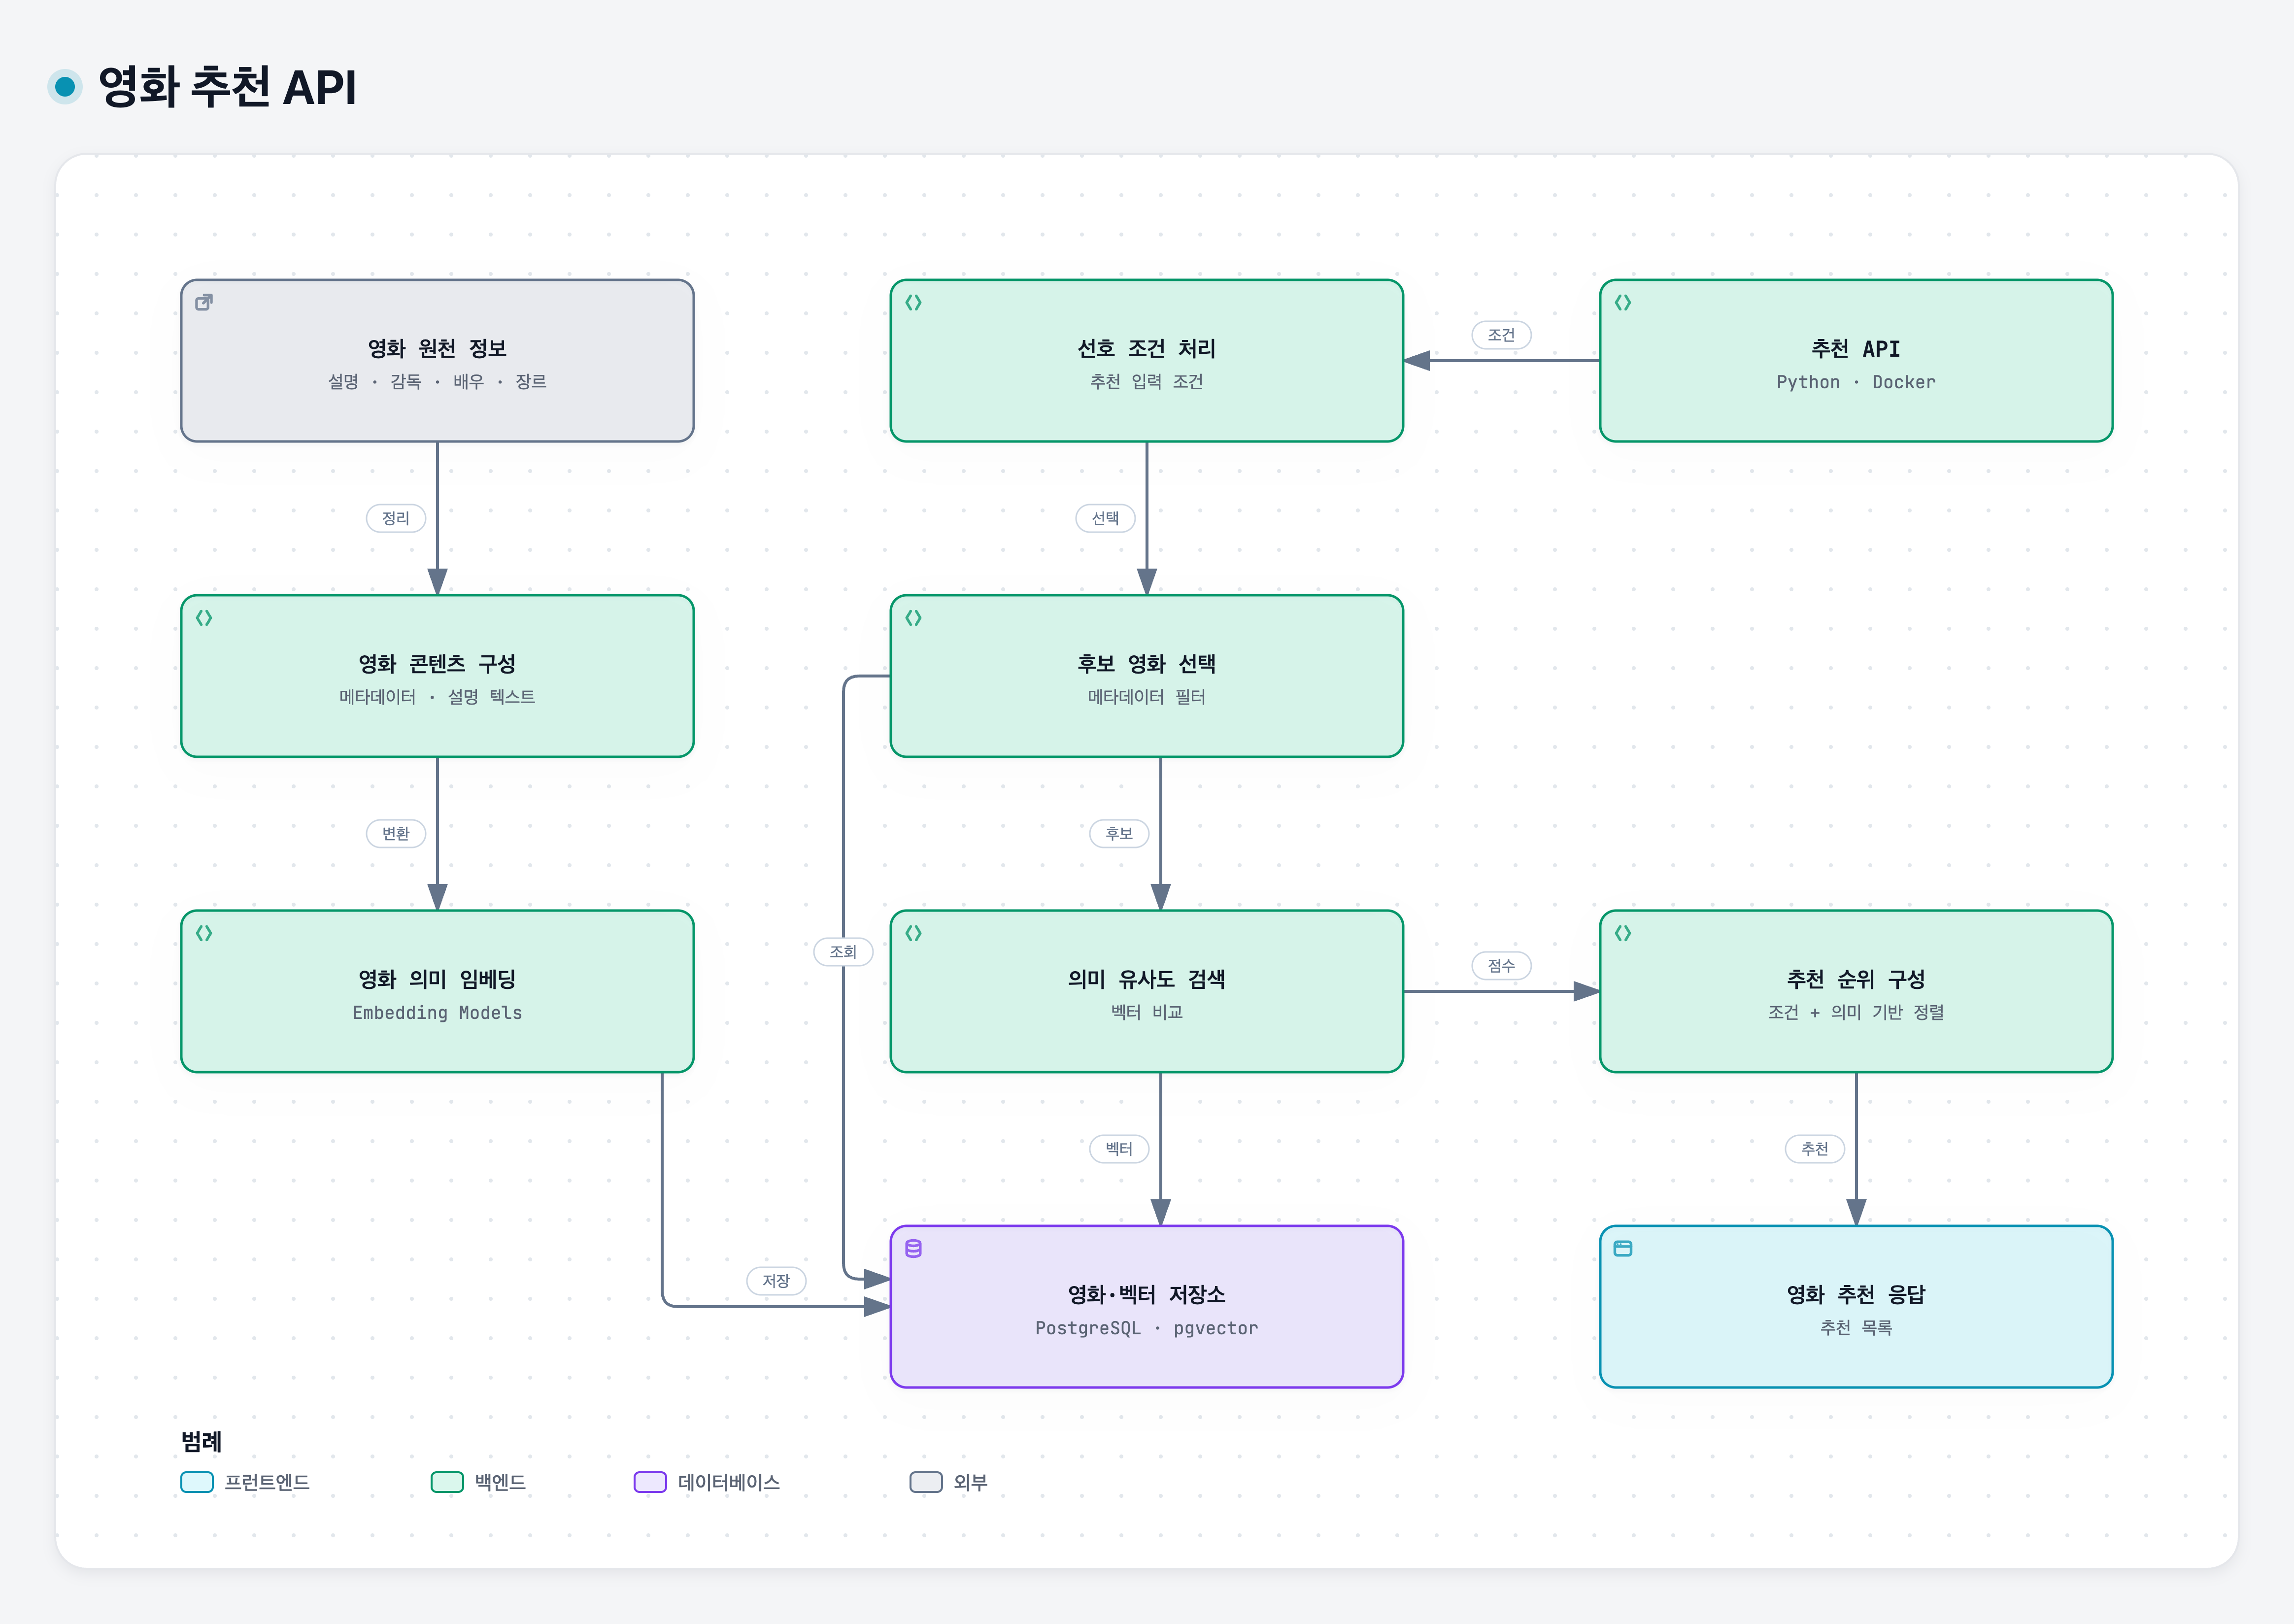 영화 추천 API
영화 원천 정보
설명 · 감독 · 배우 · 장르
선호 조건 처리
추천 입력 조건
조건
추천 API
Python · Docker
정리
선택
영화 콘텐츠 구성
메타데이터 · 설명 텍스트
후보 영화 선택
메타데이터 필터
변환
후보
조회
영화 의미 임베딩
Embedding Models
의미 유사도 검색
벡터 비교
점수
추천 순위 구성
조건 + 의미 기반 정렬
벡터
추천
저장
영화·벡터 저장소
PostgreSQL · pgvector
영화 추천 응답
추천 목록
범례
프런트엔드
백엔드
데이터베이스
외부